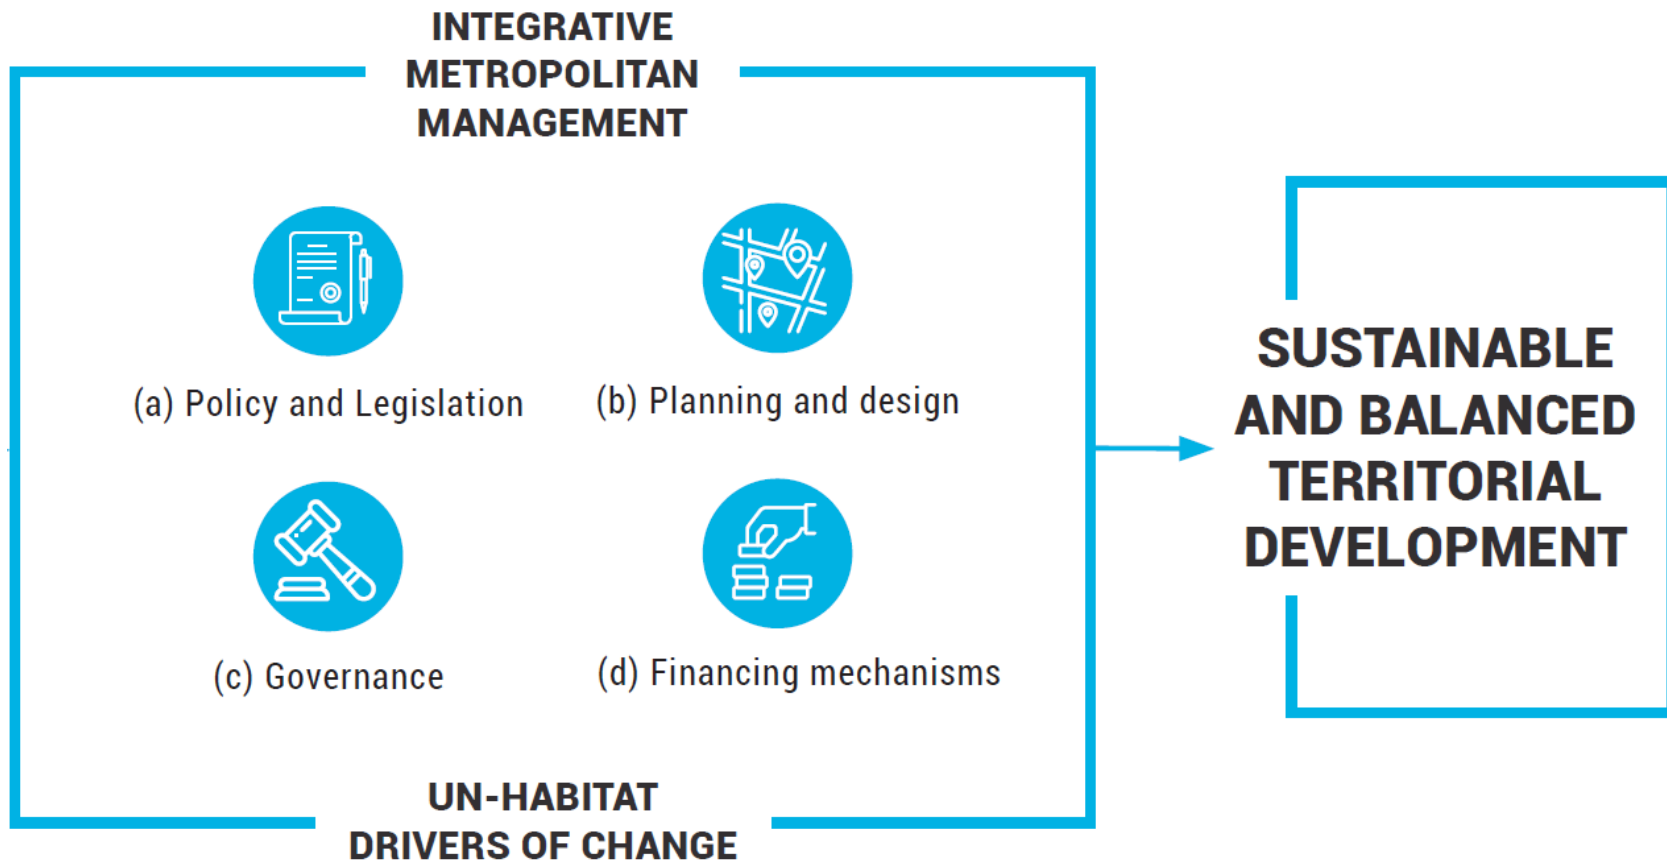 INTEGRATIVE
METROPOLITAN
MANAGEMENT
(a) Policy and Legislation
(b) Planning and design
(c) Governance
(d) Financing mechanisms
UN-HABITAT
DRIVERS OF CHANGE
SUSTAINABLE
AND BALANCED
TERRITORIAL
DEVELOPMENT